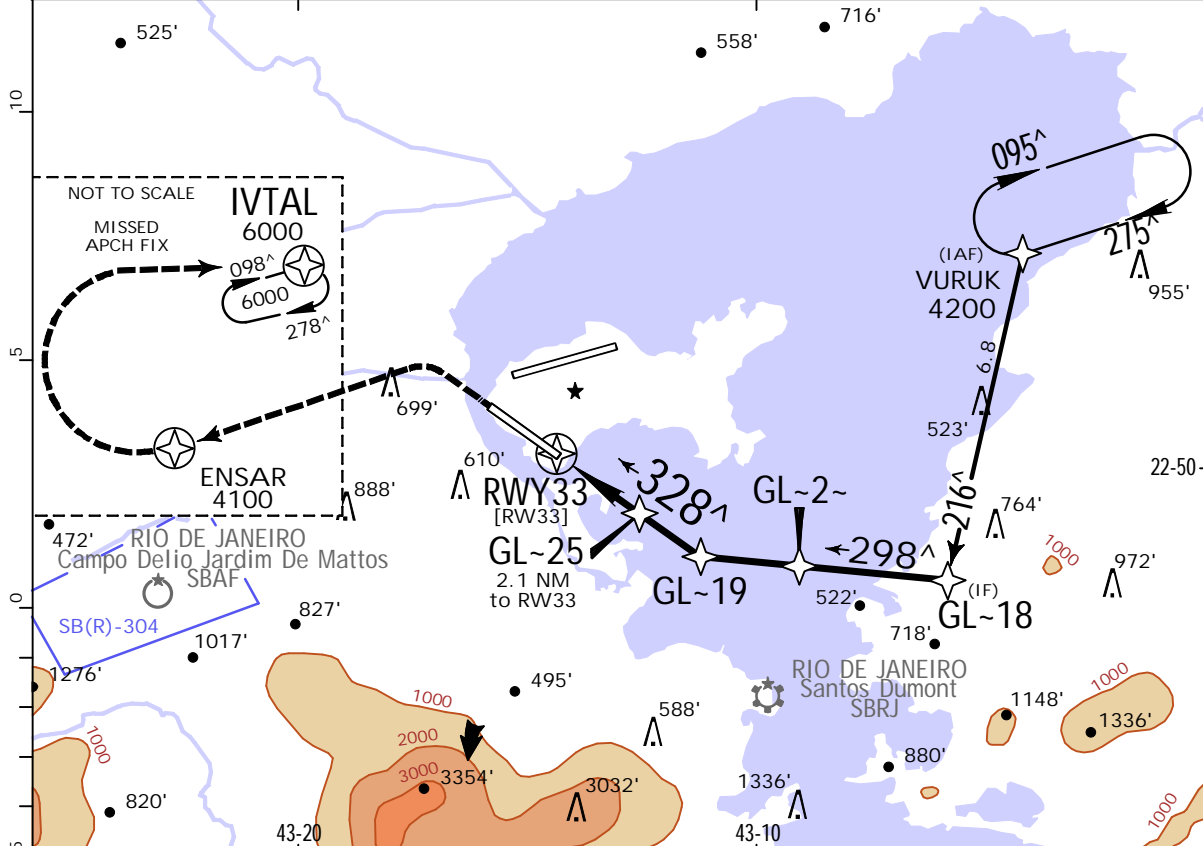 525'
558'
716'
10
NOT TO SCALE
MISSED
APCH FIX
IVTAL
6000
098^
6000
278^
095^
275^
(IAF)
VURUK
4200
955'
5
6.8
699'
523'
ENSAR
4100
888'
610'
RWY33
[RW33]
328^
GL~2~
216^
764'
22-50
472'
RIO DE JANEIRO
Campo Delio Jardim De Mattos
SBAF
GL~25
2.1 NM
to RW33
298^
1000
972'
GL~19
(IF)
GL~18
0
SB(R)-304
827'
522'
718'
1017'
RIO DE JANEIRO
Santos Dumont
SBRJ
1276'
495'
1000
1000
1148'
1336'
588'
1000
2000
3000
3354'
3032'
880'
1336'
820'
1000
43-20
43-10
5